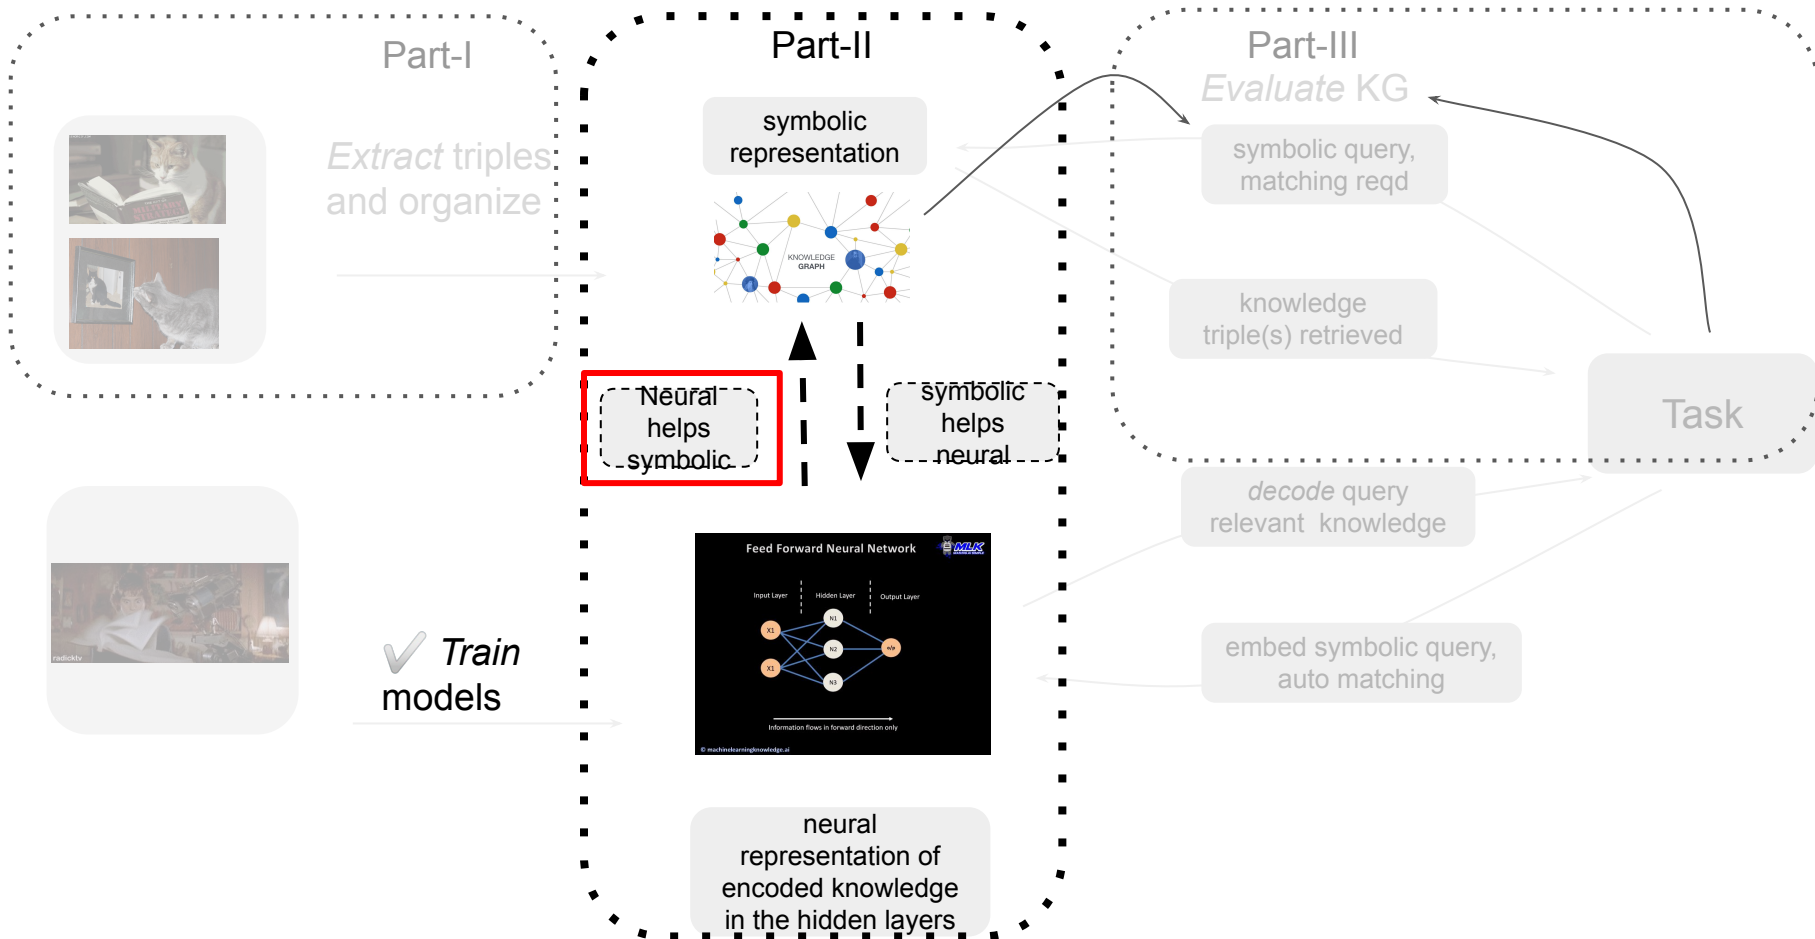 Part-I
Extract triples
and organize
MILITARY
STRATEGY
Part-II
symbolic
representation
KNOWLEDGE
GRAPH
Neural
helps
symbolic
symbolic
helps
neural
Feed Forward Neural Network
MLK
Input Layer
Hidden Layer
Output Layer
X1
X1
N1
N2
N3
o/p
Information flows in forward direction only
© machinelearningknowledge.ai
neural
representation of
encoded knowledge
in the hidden layers
radicktv
Train
models
Part-III
Evaluate KG
symbolic query,
matching reqd
knowledge
triple(s) retrieved
Task
decode query
relevant knowledge
embed symbolic query,
auto matching